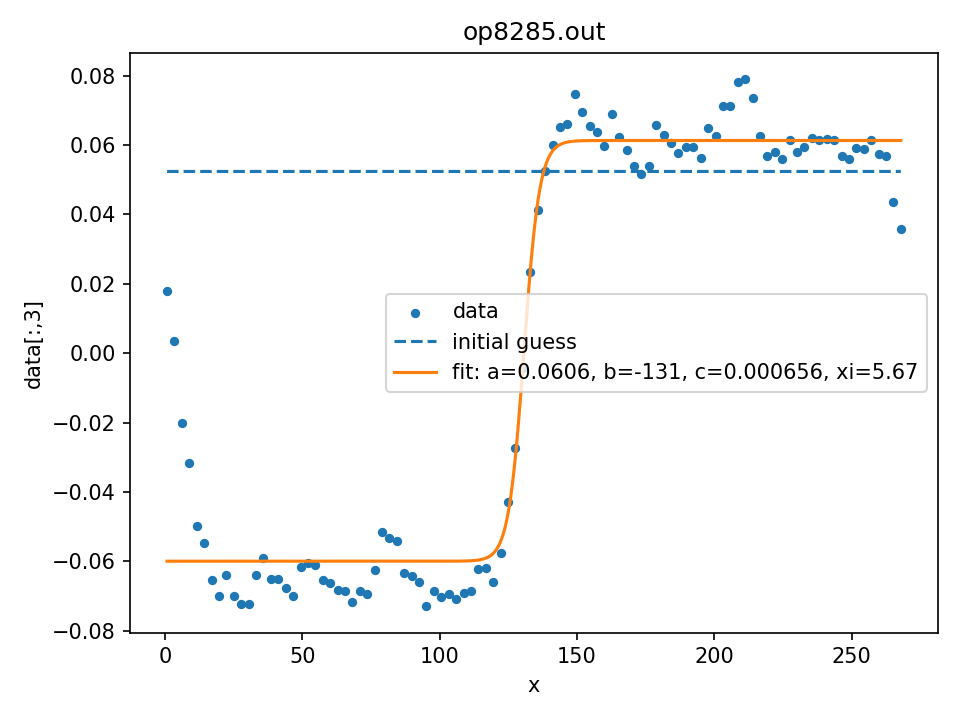 op8285.out
data[:,3]
0.08
0.06
0.04
0.02
0.00
−0.02
−0.04
−0.06
−0.08
data
initial guess
fit: a=0.0606, b=-131, c=0.000656, xi=5.67
0 50 100 150 200 250
x